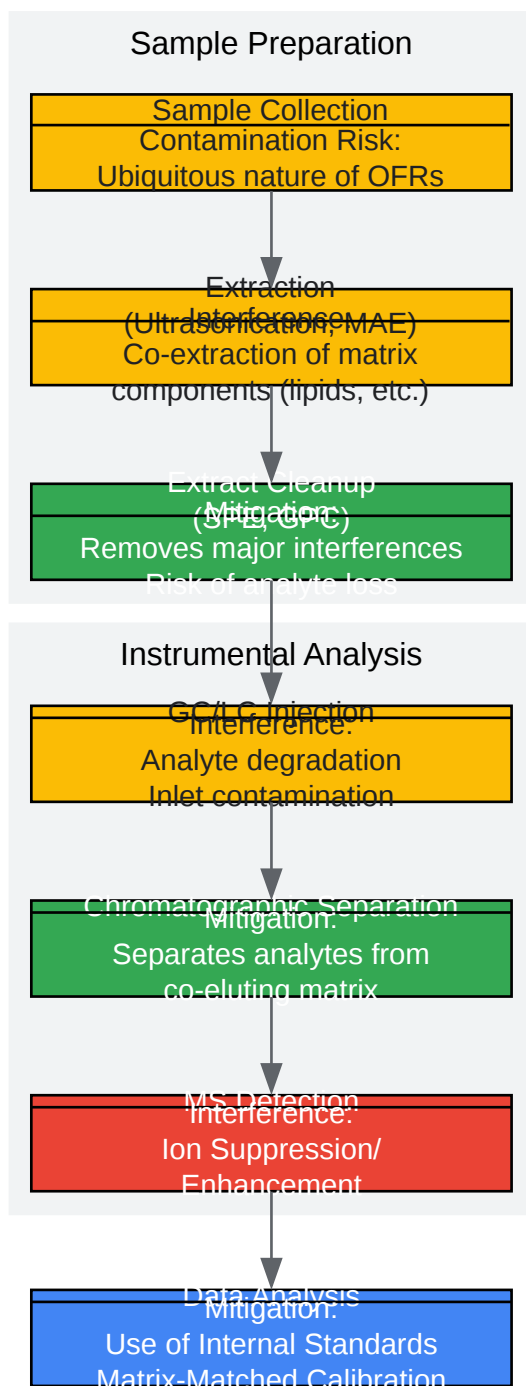 Sample Preparation
Sample Collection
Contamination Risk:
Ubiquitous nature of OFRs
Extraction
(Ultrasonication, MAE)
Interference:
Co-extraction of matrix
components (lipids, etc.)
Extract Cleanup
(SPE, GPC)
Mitigation:
Removes major interferences
Risk of analyte loss
Instrumental Analysis
GC/LC Injection
Interference:
Analyte degradation
Inlet contamination
Chromatographic Separation
Mitigation:
Separates analytes from
co-eluting matrix
MS Detection
Interference:
Ion Suppression/
Enhancement
Data Analysis
Mitigation:
Use of Internal Standards
Matrix-Matched Calibration